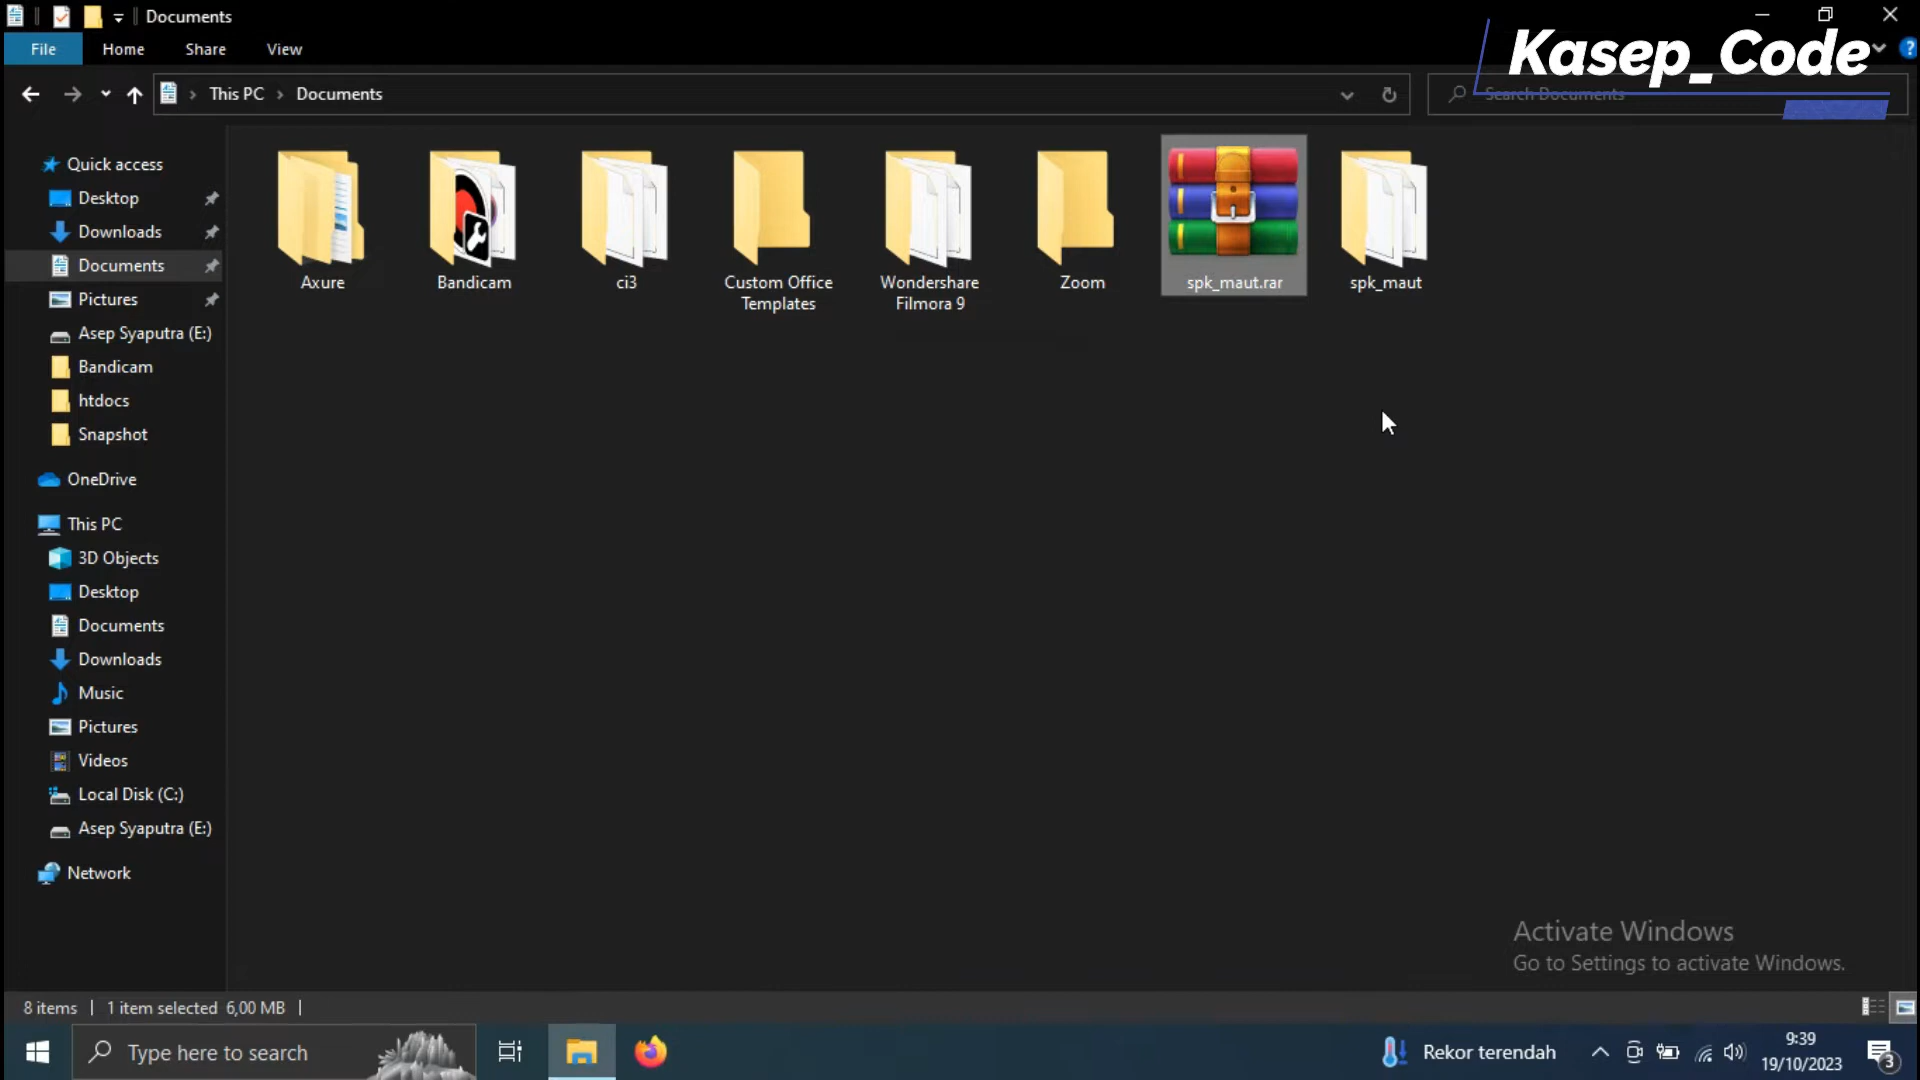 Documents
File Home Share View
Kasep_Code
This PC Documents
Search Documents
Quick access
Desktop
Downloads
Documents
Pictures
Asep Syaputra (E:)
Bandicam
htdocs
Snapshot
OneDrive
This PC
3D Objects
Desktop
Documents
Downloads
Music
Pictures
Videos
Local Disk (C:)
Asep Syaputra (E:)
Network
Axure
Bandicam
ci3
Custom Office
Templates
Wondershare
Filmora 9
Zoom
spk_maut.rar
spk_maut
Activate Windows
Go to Settings to activate Windows.
8 items 1 item selected 6,00 MB
Type here to search
Rekor terendah
9:39
19/10/2023
3